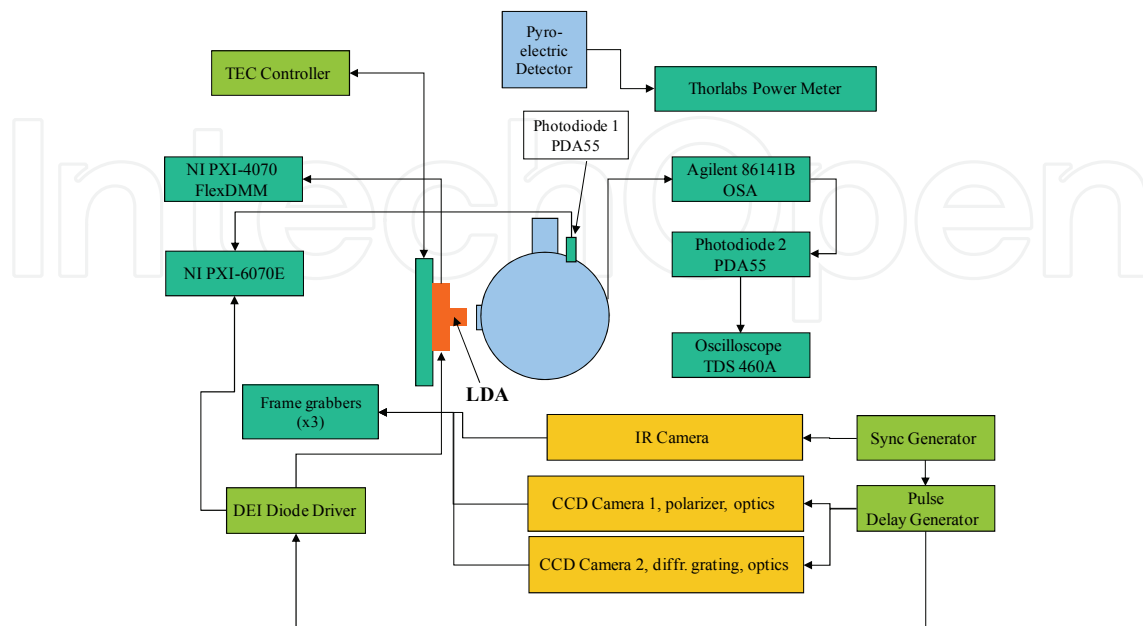 Pyro-
electric
Detector
TEC Controller
Thorlabs Power Meter
Photodiode 1
PDA55
NI PXI-4070
FlexDMM
Agilent 86141B
OSA
NI PXI-6070E
Photodiode 2
PDA55
Oscilloscope
TDS 460A
LDA
Frame grabbers
(x3)
IR Camera
Sync Generator
DEI Diode Driver
CCD Camera 1, polarizer, optics
Pulse
Delay Generator
CCD Camera 2, diffr. grating, optics
IntechOpen